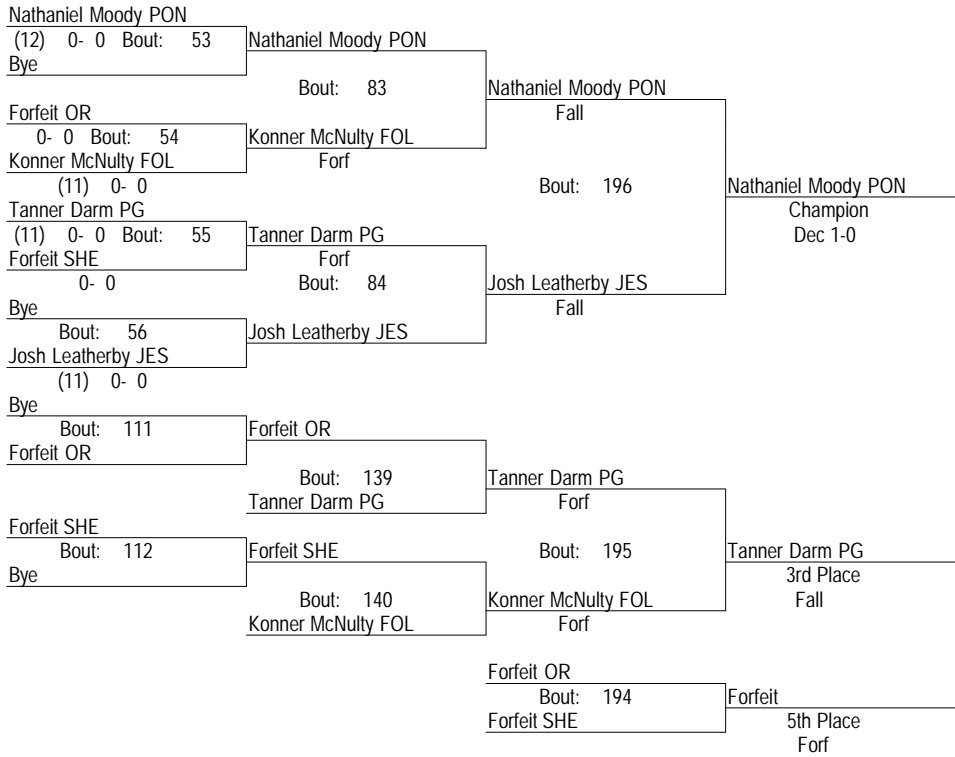 Nathaniel Moody PON
(12) 0- 0 Bout: 53 Nathaniel Moody PON
Bye
Bout: 83 Nathaniel Moody PON
Forfeit OR Fall
0- 0 Bout: 54 Konner McNulty FOL
Konner McNulty FOL Forf
(11) 0- 0 Bout: 196 Nathaniel Moody PON
Tanner Darm PG Champion
(11) 0- 0 Bout: 55 Tanner Darm PG Dec 1-0
Forfeit SHE Forf
0- 0 Bout: 84 Josh Leatherby JES
Bye Fall
Bout: 56 Josh Leatherby JES
Josh Leatherby JES
(11) 0- 0
Bye
Bout: 111 Forfeit OR
Forfeit OR
Bout: 139 Tanner Darm PG
Tanner Darm PG Forf
Forfeit SHE
Bout: 112 Forfeit SHE Bout: 195 Tanner Darm PG
Bye 3rd Place
Bout: 140 Konner McNulty FOL Fall
Konner McNulty FOL Forf
Forfeit OR
Bout: 194 Forfeit
Forfeit SHE 5th Place
Forf